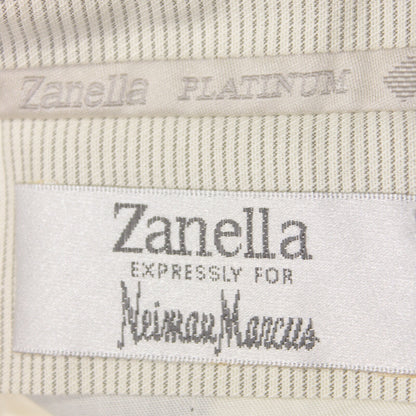 Zanella PLATINUM
Zanella
EXPRESSLY FOR
Neiman Marcus